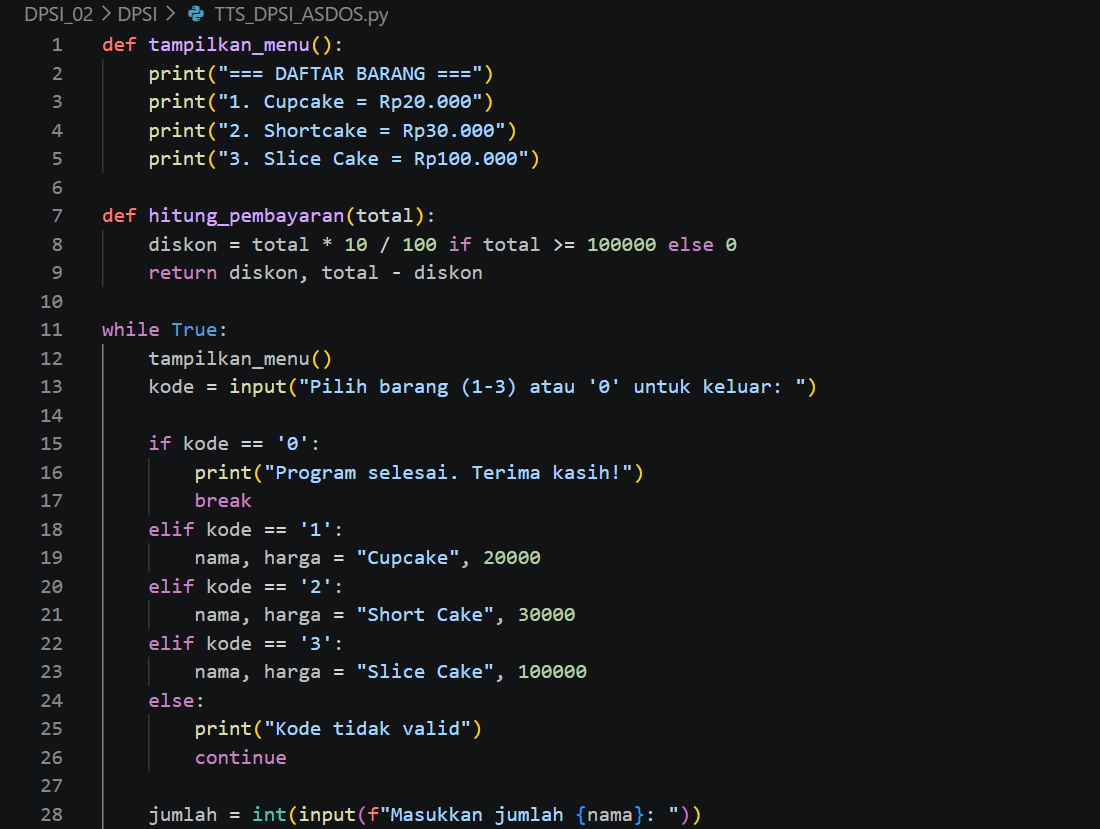 DPSI_02 > DPSI > TTS_DPSI_ASDOS.py
1 def tampilkan_menu():
2     print("=== DAFTAR BARANG ===")
3     print("1. Cupcake = Rp20.000")
4     print("2. Shortcake = Rp30.000")
5     print("3. Slice Cake = Rp100.000")
6
7 def hitung_pembayaran(total):
8     diskon = total * 10 / 100 if total >= 100000 else 0
9     return diskon, total - diskon
10
11 while True:
12     tampilkan_menu()
13     kode = input("Pilih barang (1-3) atau '0' untuk keluar: ")
14
15     if kode == '0':
16         print("Program selesai. Terima kasih!")
17         break
18     elif kode == '1':
19         nama, harga = "Cupcake", 20000
20     elif kode == '2':
21         nama, harga = "Short Cake", 30000
22     elif kode == '3':
23         nama, harga = "Slice Cake", 100000
24     else:
25         print("Kode tidak valid")
26         continue
27
28     jumlah = int(input(f"Masukkan jumlah {nama}: "))